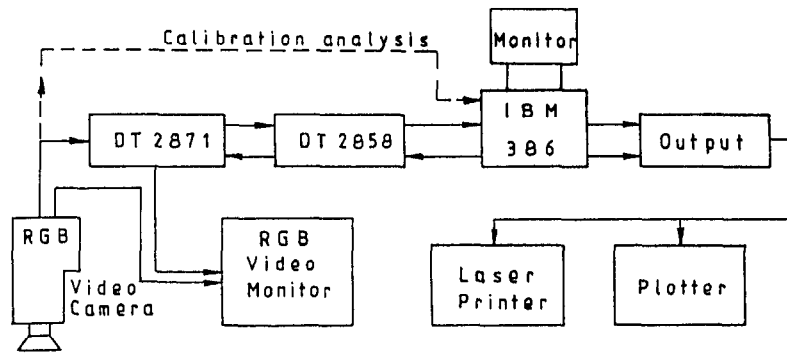 Calibration analysis
Monitor
DT 2871
DT 2858
IBM
386
Output
RGB
Video
Camera
RGB
Video
Monitor
Laser
Printer
Plotter